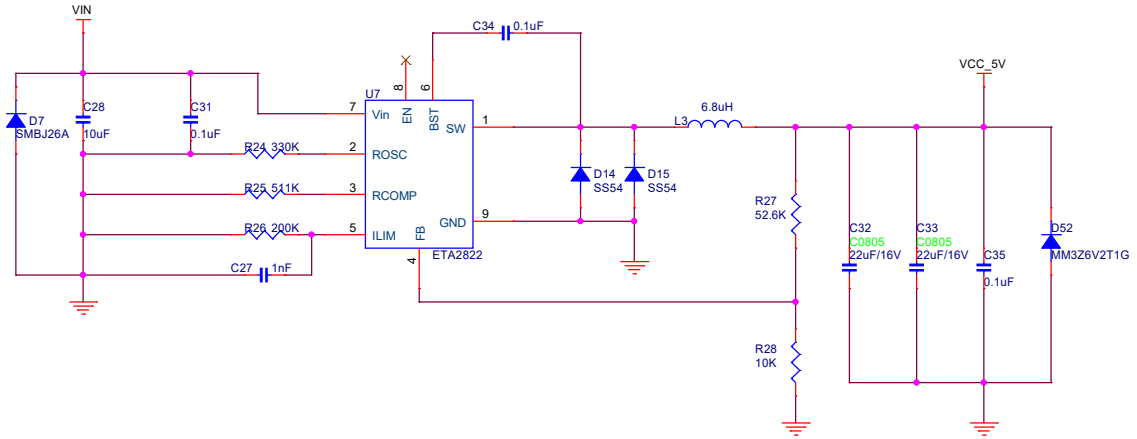 VIN
C34
0.1uF
VCC_5V
U7
8
6
6.8uH
D7
SMBJ26A
C28
10uF
C31
0.1uF
7
Vin
EN
BST
SW
1
L3
R24 330K
2
ROSC
D14
SS54
D15
SS54
R25 511K
3
RCOMP
R27
52.6K
GND
9
R26 200K
5
ILIM
FB
C32
C0805
22uF/16V
C33
C0805
22uF/16V
C35
0.1uF
D52
MM3Z6V2T1G
ETA2822
4
C27
1nF
R28
10K